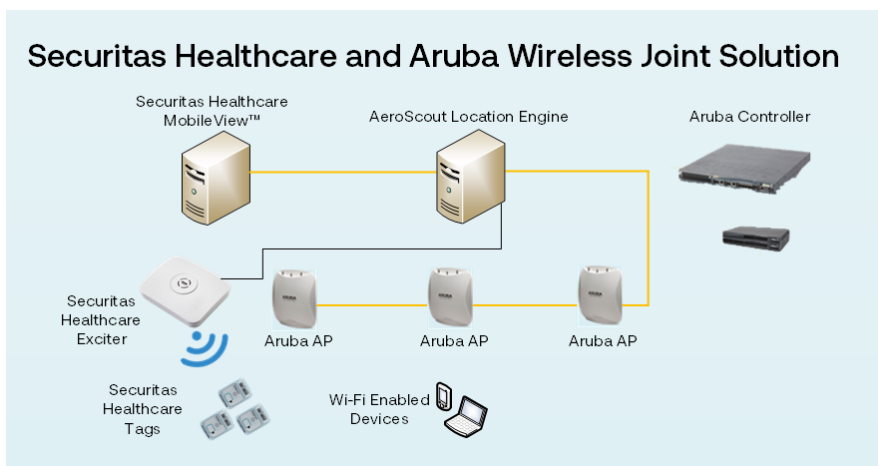 Securitas Healthcare and Aruba Wireless Joint Solution
Securitas Healthcare
MobileView™
AeroScout Location Engine
Aruba Controller
Securitas
Healthcare
Exciter
Aruba AP
Aruba AP
Aruba AP
Securitas
Healthcare
Tags
Wi-Fi Enabled
Devices